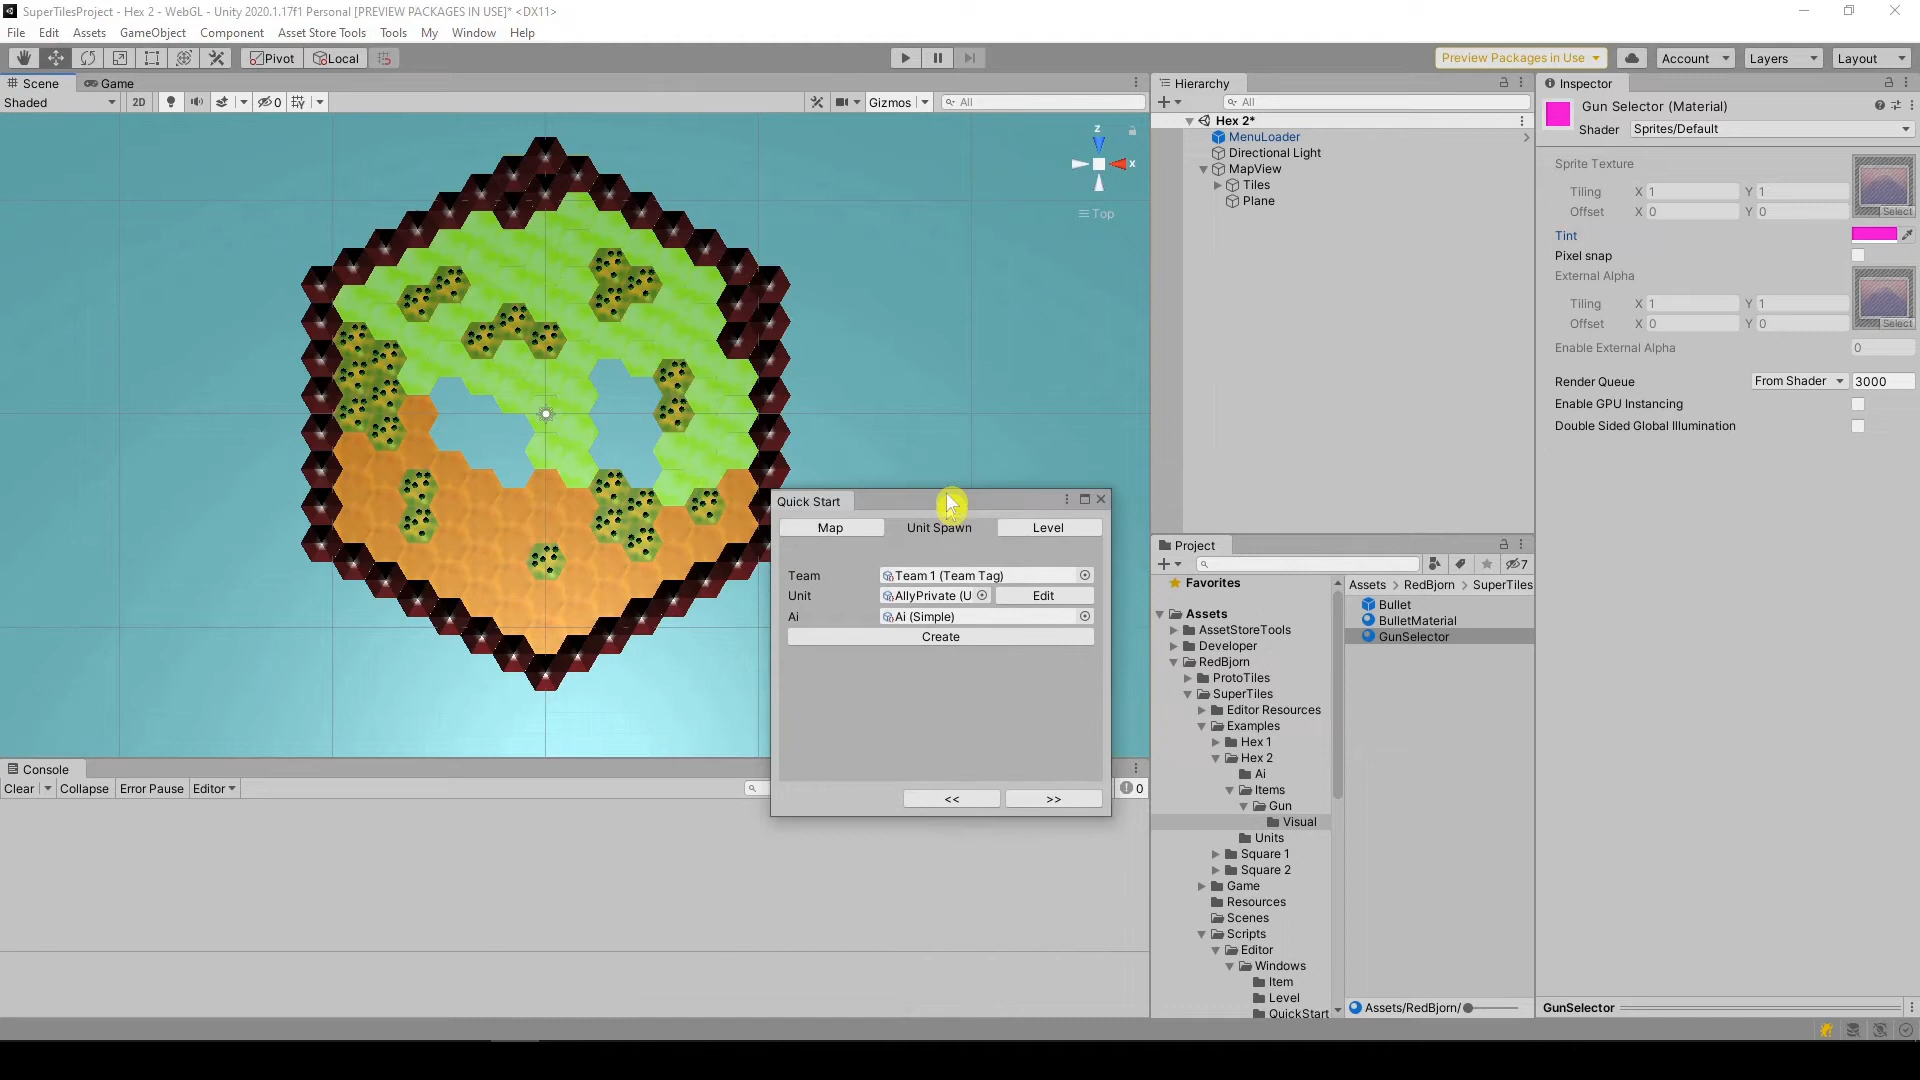 SuperTilesProject - Hex 2 - WebGL - Unity 2020.1.17f1 Personal [PREVIEW PACKAGES IN USE]* <DX11>
File Edit Assets GameObject Component Asset Store Tools Tools My Window Help
Pivot Local Preview Packages in Use Account Layers Layout
Scene Game
Shaded 2D 0 Gizmos All
z
x
Top
Quick Start
Map Unit Spawn Level
Team Team 1 (Team Tag)
Unit AllyPrivate (U Edit
Ai Ai (Simple)
Create
<< >>
Console
Clear Collapse Error Pause Editor 0
Hierarchy
All
Hex 2*
MenuLoader
Directional Light
MapView
Tiles
Plane
Project
7
Favorites
Assets
AssetStoreTools
Developer
RedBjorn
ProtoTiles
SuperTiles
Editor Resources
Examples
Hex 1
Hex 2
Ai
Items
Gun
Visual
Units
Square 1
Square 2
Game
Resources
Scenes
Scripts
Editor
Windows
Item
Level
QuickStart
Assets RedBjorn SuperTiles
Bullet
BulletMaterial
GunSelector
Assets/RedBjorn/
Inspector
Gun Selector (Material)
Shader Sprites/Default
Sprite Texture
Tiling X 1 Y 1
Offset X 0 Y 0
Select
Tint
Pixel snap
External Alpha
Tiling X 1 Y 1
Offset X 0 Y 0
Select
Enable External Alpha 0
Render Queue From Shader 3000
Enable GPU Instancing
Double Sided Global Illumination
GunSelector